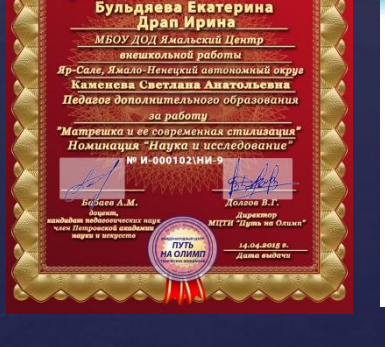 Бульдяева Екатерина
Драп Ирина
МБОУ ДОД Ямальский Центр
внешкольной работы
Яр-Сале, Ямало-Ненецкий автономный округ
Каменева Светлана Анатольевна
Педагог дополнительного образования
за работу
"Матрешка и ее современная стилизация"
Номинация "Наука и исследование"
№ И-000102\НИ-9
Бабаев А.М.
доцент,
кандидат педагогических наук
член Петровской академии
науки и искусств
Долгов В.Г.
Директор
МЦТИ "Путь на Олимп"
ПУТЬ
НА ОЛИМП
14.04.2015 г.
Дата выдачи